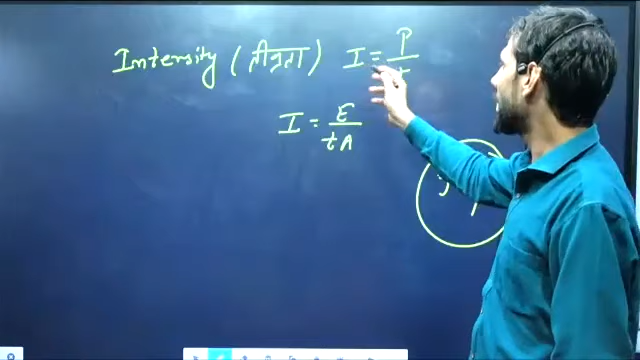 Intensity (तीव्रता) I = P
I = E / tA